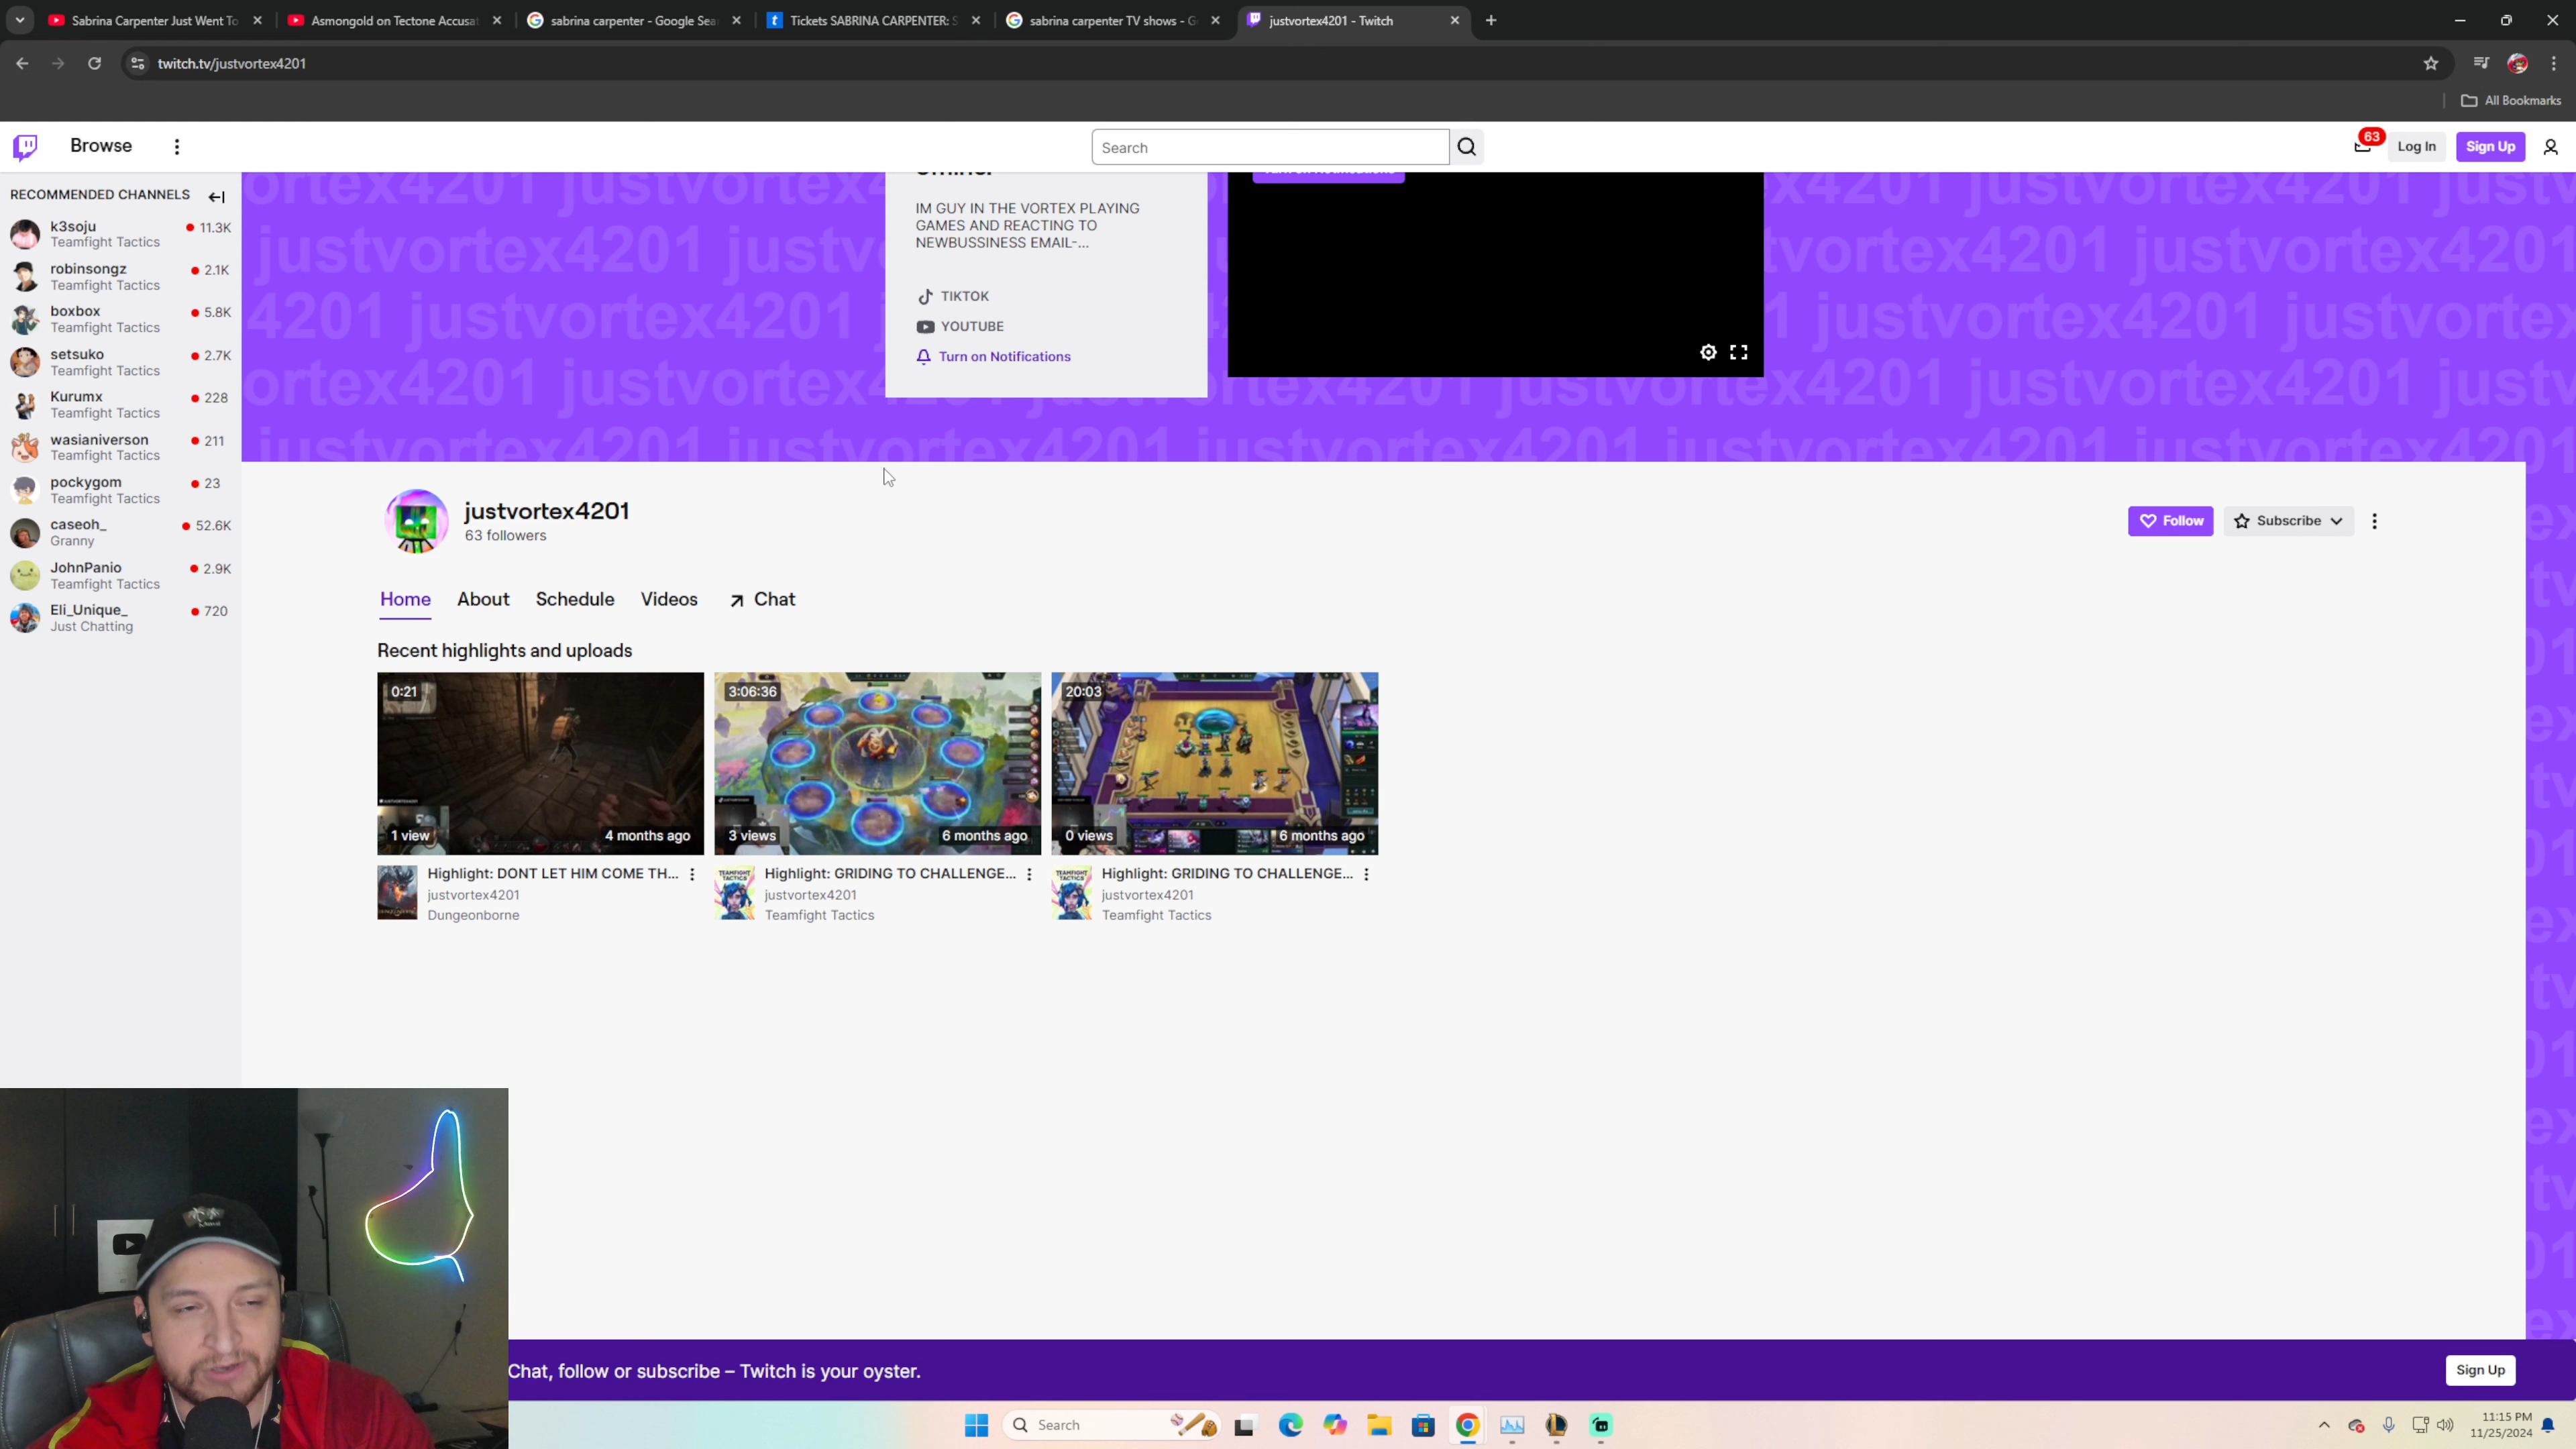 Sabrina Carpenter Just Went To
Asmongold on Tectone Accusat
sabrina carpenter - Google Sear
Tickets SABRINA CARPENTER: S
sabrina carpenter TV shows - G
justvortex4201 - Twitch
twitch.tv/justvortex4201
All Bookmarks
Browse
Search
63
Log In
Sign Up
RECOMMENDED CHANNELS
k3soju
11.3K
Teamfight Tactics
robinsongz
2.1K
Teamfight Tactics
boxbox
5.8K
Teamfight Tactics
setsuko
2.7K
Teamfight Tactics
Kurumx
228
Teamfight Tactics
wasianiverson
211
Teamfight Tactics
pockygom
23
Teamfight Tactics
caseoh_
52.6K
Granny
JohnPanio
2.9K
Teamfight Tactics
Eli_Unique_
720
Just Chatting
IM GUY IN THE VORTEX PLAYING
GAMES AND REACTING TO
NEWBUSSINESS EMAIL-...
TIKTOK
YOUTUBE
Turn on Notifications
justvortex4201
63 followers
Follow
Subscribe
Home
About
Schedule
Videos
Chat
Recent highlights and uploads
0:21
1 view
4 months ago
3:06:36
3 views
6 months ago
20:03
0 views
6 months ago
Highlight: DONT LET HIM COME TH...
justvortex4201
Dungeonborne
Highlight: GRIDING TO CHALLENGE...
justvortex4201
Teamfight Tactics
Highlight: GRIDING TO CHALLENGE...
justvortex4201
Teamfight Tactics
Chat, follow or subscribe – Twitch is your oyster.
Sign Up
Search
11:15 PM
11/25/2024